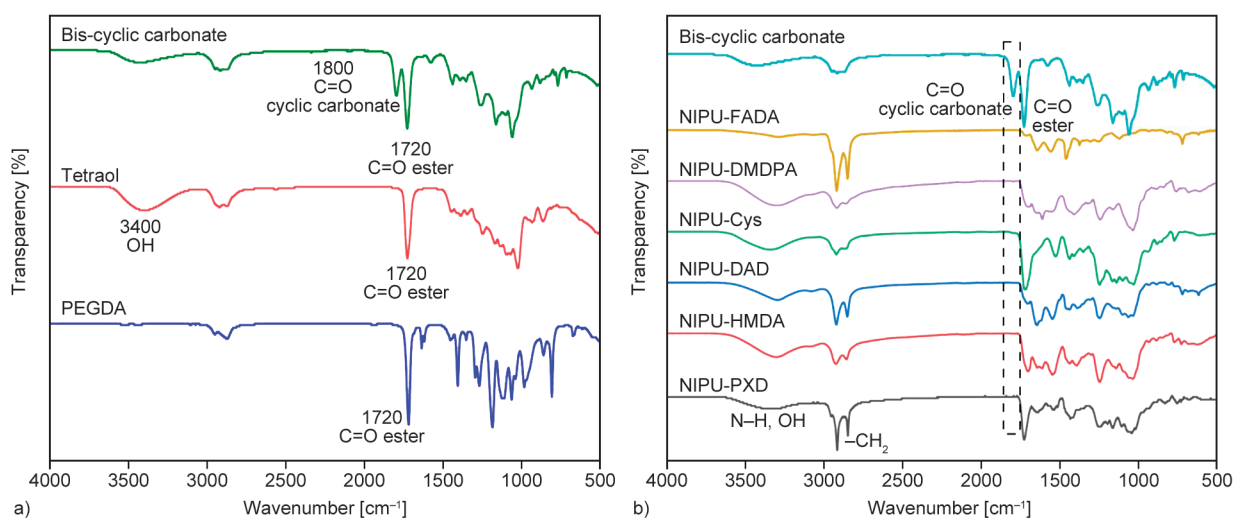 Bis-cyclic carbonate
1800
C=O
cyclic carbonate
1720
C=O ester
Tetraol
3400
OH
1720
C=O ester
PEGDA
1720
C=O ester
Transparency [%]
4000 3500 3000 2500 2000 1500 1000 500
Wavenumber [cm⁻¹]
a)
Bis-cyclic carbonate
C=O
cyclic carbonate
C=O
ester
NIPU-FADA
NIPU-DMDPA
NIPU-Cys
NIPU-DAD
NIPU-HMDA
NIPU-PXD
N–H, OH
–CH₂
Transparency [%]
4000 3500 3000 2500 2000 1500 1000 500
Wavenumber [cm⁻¹]
b)